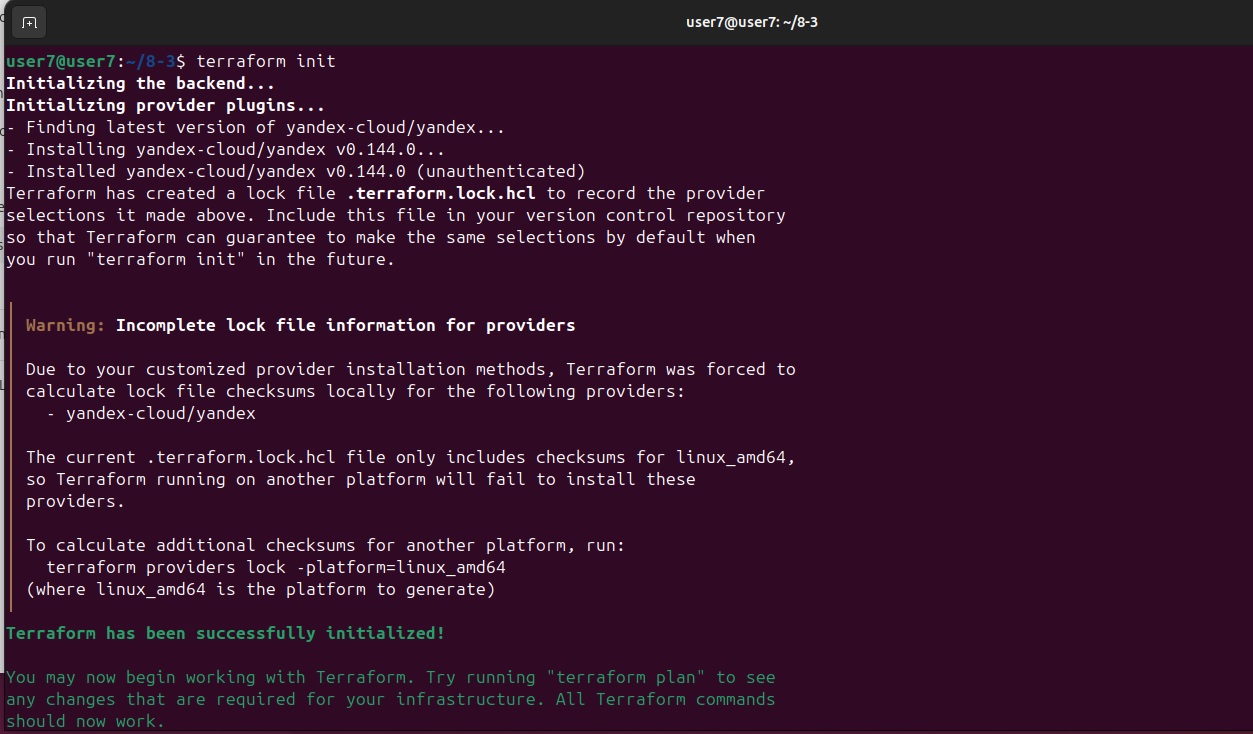 user7@user7: ~/8-3
user7@user7:~/8-3$ terraform init
Initializing the backend...
Initializing provider plugins...
- Finding latest version of yandex-cloud/yandex...
- Installing yandex-cloud/yandex v0.144.0...
- Installed yandex-cloud/yandex v0.144.0 (unauthenticated)
Terraform has created a lock file .terraform.lock.hcl to record the provider
selections it made above. Include this file in your version control repository
so that Terraform can guarantee to make the same selections by default when
you run "terraform init" in the future.
Warning: Incomplete lock file information for providers
Due to your customized provider installation methods, Terraform was forced to
calculate lock file checksums locally for the following providers:
- yandex-cloud/yandex
The current .terraform.lock.hcl file only includes checksums for linux_amd64,
so Terraform running on another platform will fail to install these
providers.
To calculate additional checksums for another platform, run:
terraform providers lock -platform=linux_amd64
(where linux_amd64 is the platform to generate)
Terraform has been successfully initialized!
You may now begin working with Terraform. Try running "terraform plan" to see
any changes that are required for your infrastructure. All Terraform commands
should now work.